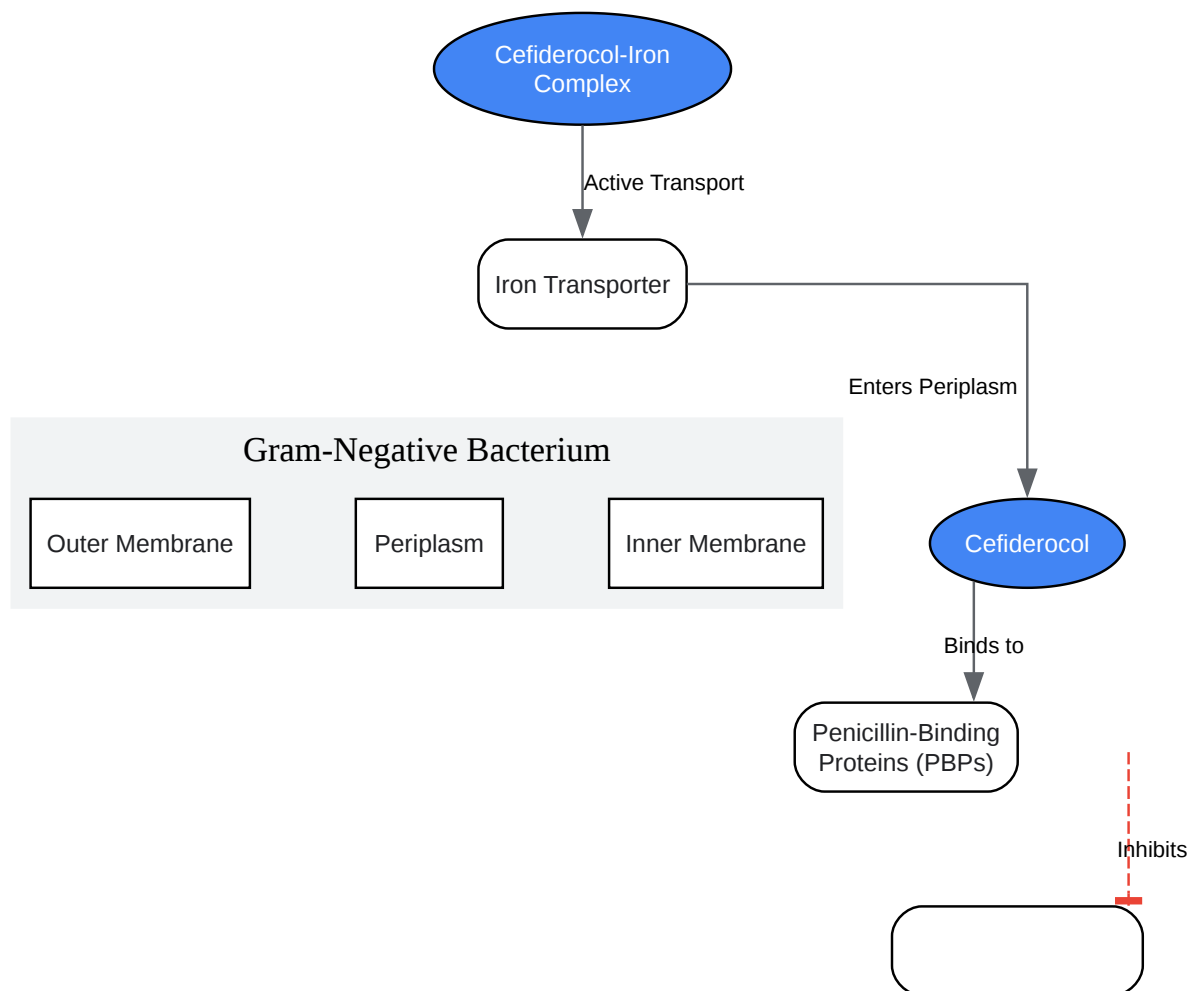 Cefiderocol-Iron
Complex
Active Transport
Iron Transporter
Enters Periplasm
Gram-Negative Bacterium
Outer Membrane
Periplasm
Inner Membrane
Cefiderocol
Binds to
Penicillin-Binding
Proteins (PBPs)
Inhibits